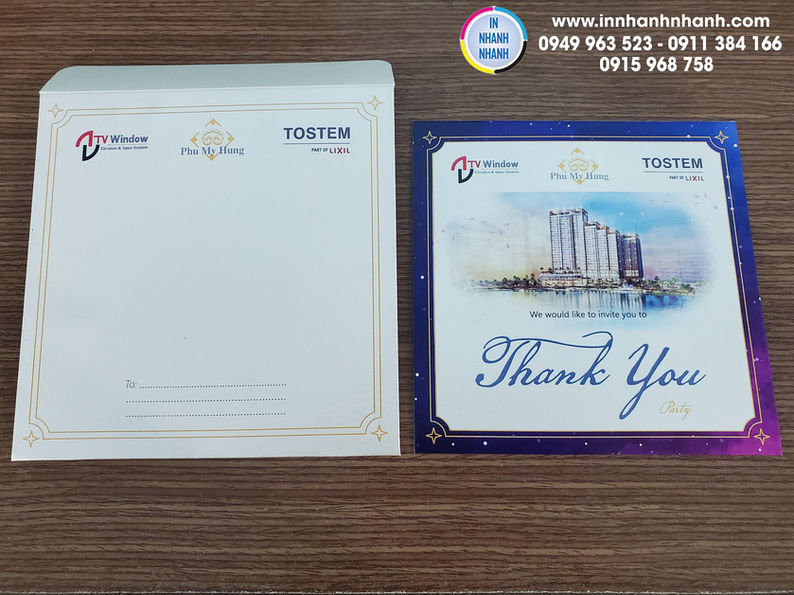 IN
NHANH
NHANH
www.innhanhnhanh.com
0949 963 523 - 0911 384 166
0915 968 758
TV Window
Elevation & Space Solution
Phu My Hung
TOSTEM
PART OF LIXIL
To:
TV Window
Elevation & Space Solution
Phu My Hung
TOSTEM
PART OF LIXIL
We would like to invite you to
Thank You
Party